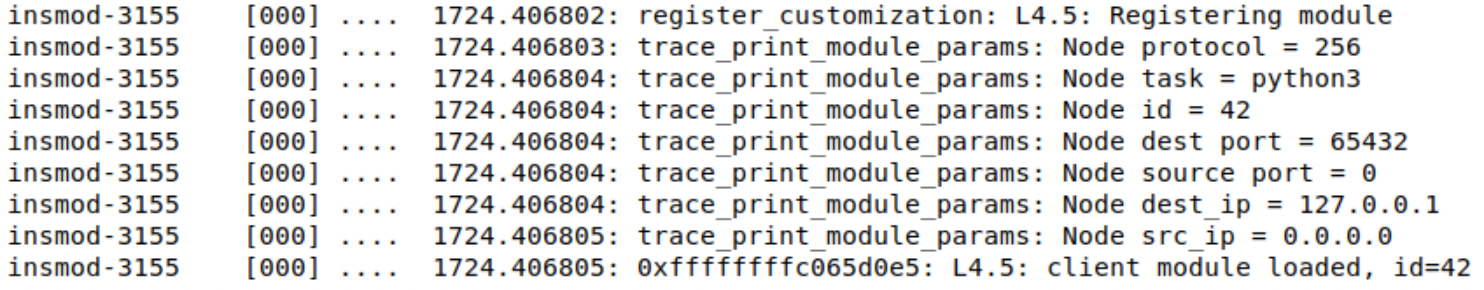 insmod-3155    [000] ....  1724.406802: register_customization: L4.5: Registering module
insmod-3155    [000] ....  1724.406803: trace_print_module_params: Node protocol = 256
insmod-3155    [000] ....  1724.406804: trace_print_module_params: Node task = python3
insmod-3155    [000] ....  1724.406804: trace_print_module_params: Node id = 42
insmod-3155    [000] ....  1724.406804: trace_print_module_params: Node dest port = 65432
insmod-3155    [000] ....  1724.406804: trace_print_module_params: Node source port = 0
insmod-3155    [000] ....  1724.406804: trace_print_module_params: Node dest_ip = 127.0.0.1
insmod-3155    [000] ....  1724.406805: trace_print_module_params: Node src_ip = 0.0.0.0
insmod-3155    [000] ....  1724.406805: 0xffffffffc065d0e5: L4.5: client module loaded, id=42